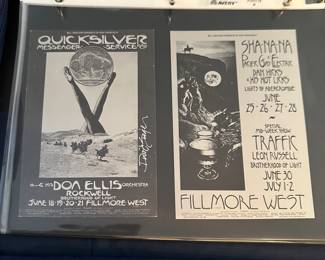 AVERY
QUICKSILVER
MESSENGER SERVICE
DON ELLIS ORCHESTRA
ROCKWELL
BROTHERHOOD OF LIGHT
JUNE 18·19·20·21 FILLMORE WEST
SHA·NA·NA
PACIFIC GAS & ELECTRIC
DAN HICKS
& HIS HOT LICKS
LIGHTS BY ABERCROMBIE
JUNE
25·26·27·28
SPECIAL
MID-WEEK SHOW
TRAFFIC
LEON RUSSELL
BROTHERHOOD OF LIGHT
JUNE 30
JULY 1·2
FILLMORE WEST